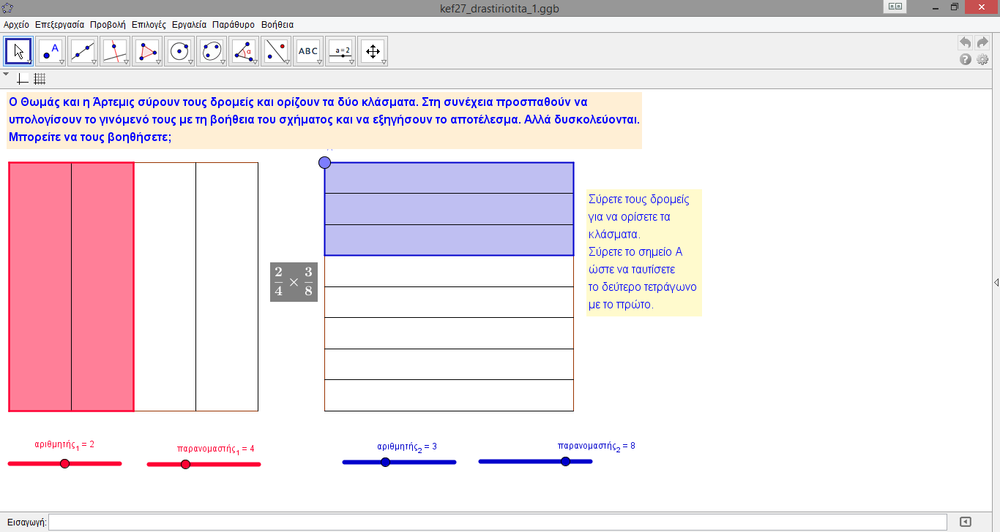 kef27_drastiriotita_1.ggb
Αρχείο Επεξεργασία Προβολή Επιλογές Εργαλεία Παράθυρο Βοήθεια
A α ABC a=2
Ο Θωμάς και η Άρτεμις σύρουν τους δρομείς και ορίζουν τα δύο κλάσματα. Στη συνέχεια προσπαθούν να
υπολογίσουν το γινόμενό τους με τη βοήθεια του σχήματος και να εξηγήσουν το αποτέλεσμα. Αλλά δυσκολεύονται.
Μπορείτε να τους βοηθήσετε;
Σύρετε τους δρομείς
για να ορίσετε τα
κλάσματα.
Σύρετε το σημείο Α
ώστε να ταυτίσετε
το δεύτερο τετράγωνο
με το πρώτο.
2/4 × 3/8
αριθμητής₁ = 2
παρανομαστής₁ = 4
αριθμητής₂ = 3
παρανομαστής₂ = 8
Εισαγωγή: